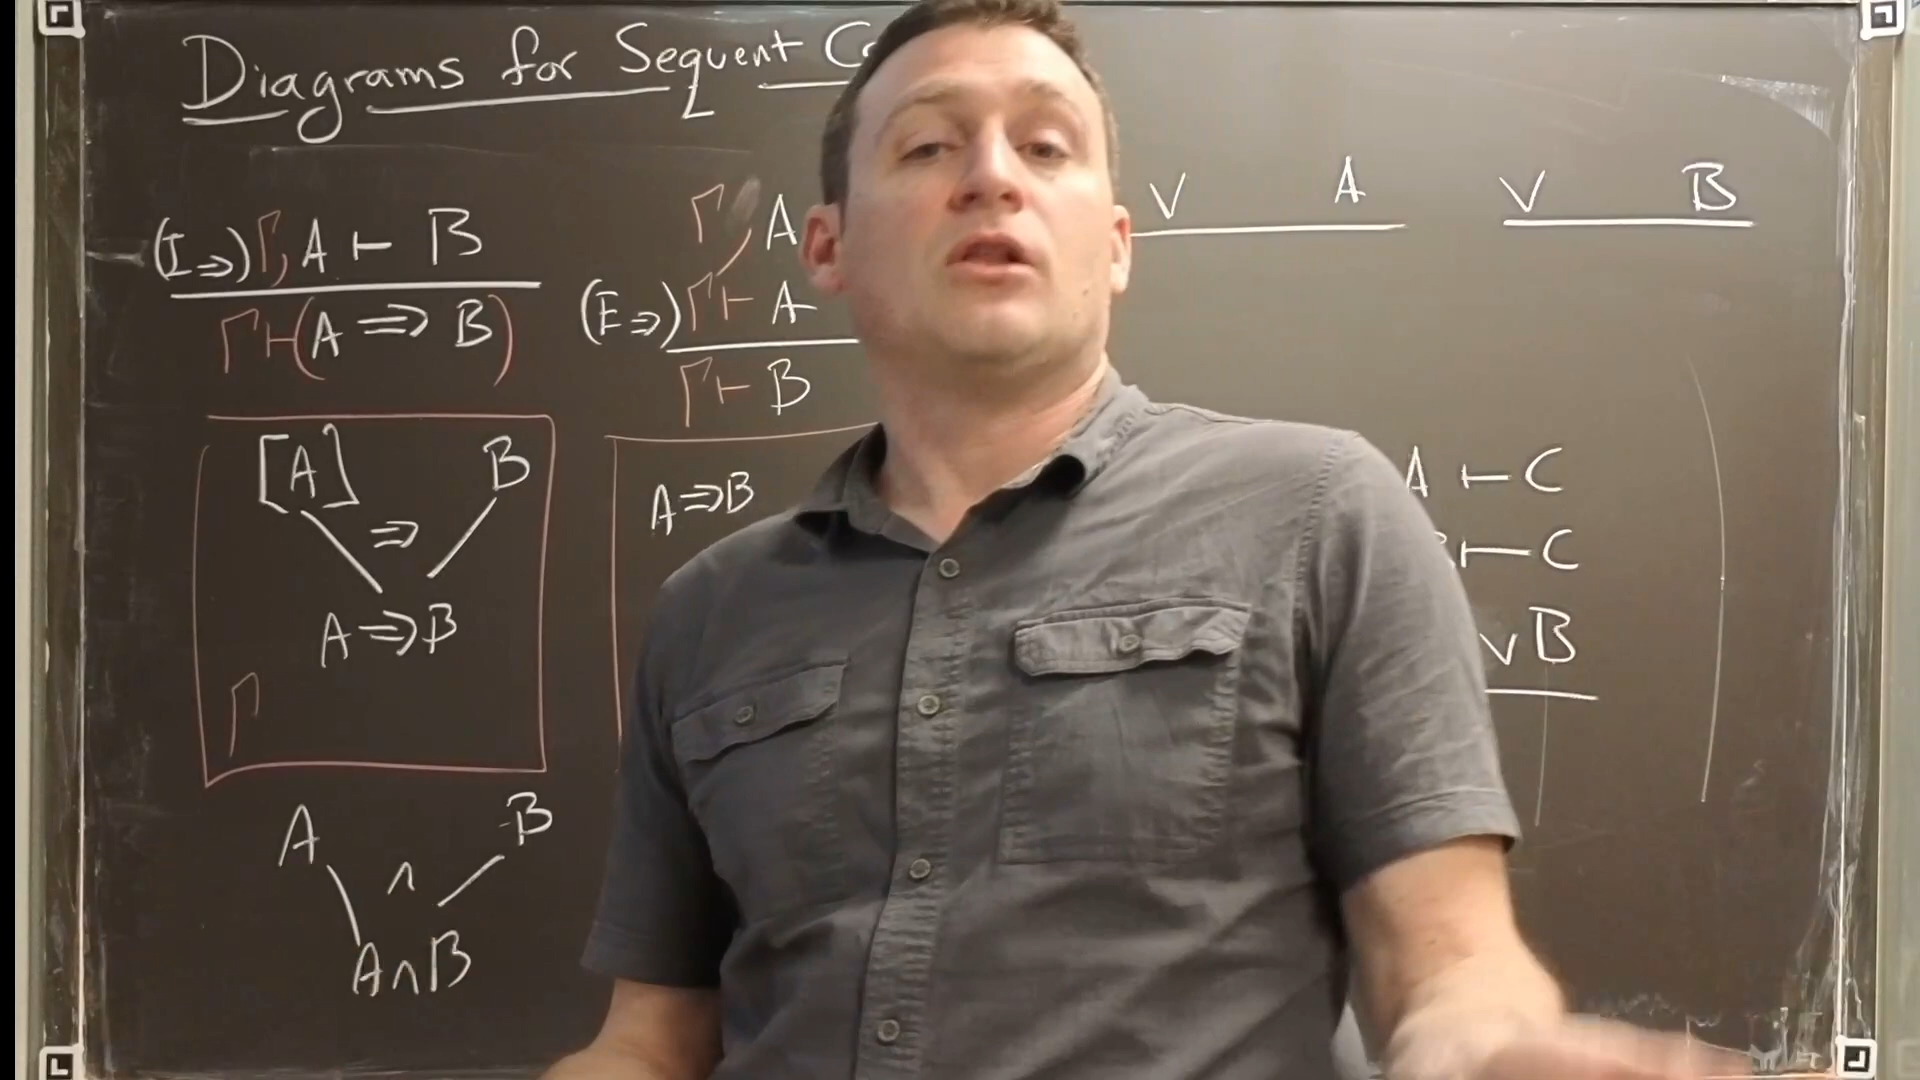 Diagrams for Sequent
(I⇒) Γ, A ⊢ B
Γ ⊢ (A ⇒ B)
[A] B
⇒
A ⇒ B
Γ
A B
∧
A∧B
Γ, A
(E⇒) Γ ⊢ A
Γ ⊢ B
A⇒B
∨ A
∨ B
A ⊢ C
⊢ C
∨ B